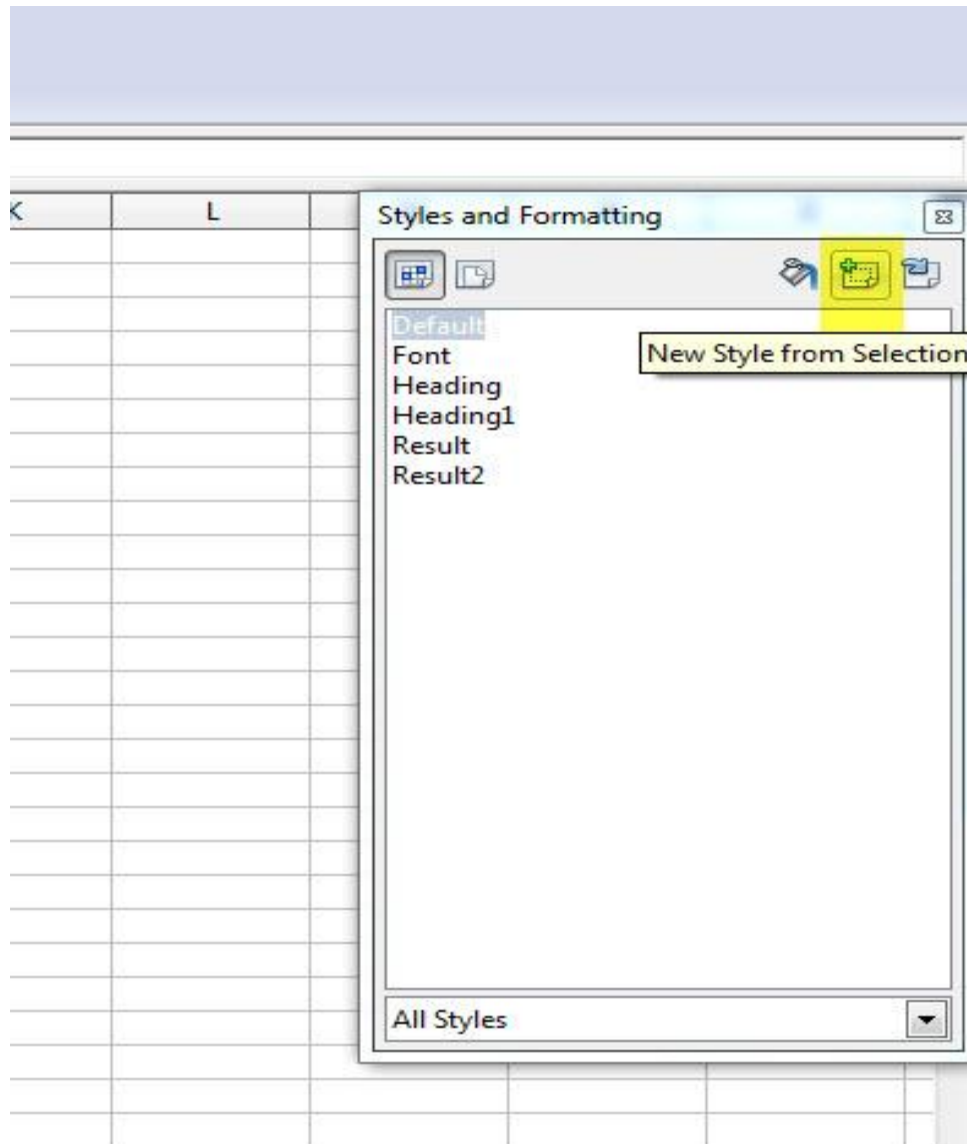 K L
Styles and Formatting
Default
New Style from Selection
Font
Heading
Heading1
Result
Result2
All Styles